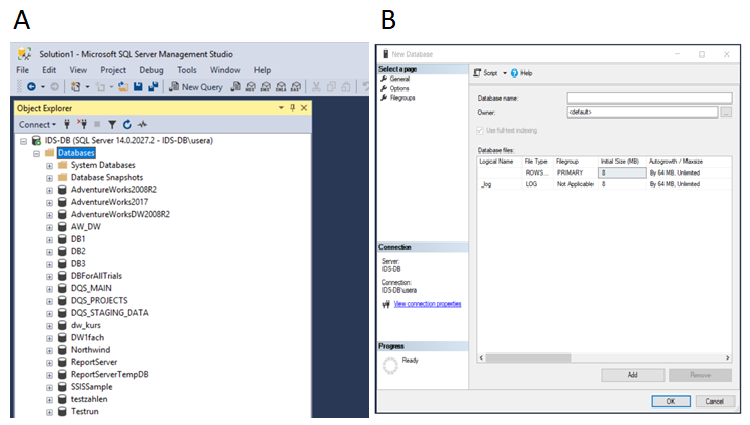 A
Solution1 - Microsoft SQL Server Management Studio
File Edit View Project Debug Tools Window Help
New Query
Object Explorer
Connect
IDS-DB (SQL Server 14.0.2027.2 - IDS-DB\usera)
Databases
System Databases
Database Snapshots
AdventureWorks2008R2
AdventureWorks2017
AdventureWorksDW2008R2
AW_DW
DB1
DB2
DB3
DBForAllTrials
DQS_MAIN
DQS_PROJECTS
DQS_STAGING_DATA
dw_kurs
DW1fach
Northwind
ReportServer
ReportServerTempDB
SSISSample
testzahlen
Testrun
B
New Database
Select a page
General
Options
Filegroups
Script Help
Database name:
Owner: <default> ...
Use full-text indexing
Database files:
Logical Name File Type Filegroup Initial Size (MB) Autogrowth / Maxsize
ROWS... PRIMARY 8 By 64 MB, Unlimited
_log LOG Not Applicable 8 By 64 MB, Unlimited
Connection
Server:
IDS-DB
Connection:
IDS-DB\usera
View connection properties
Progress
Ready
Add Remove
OK Cancel